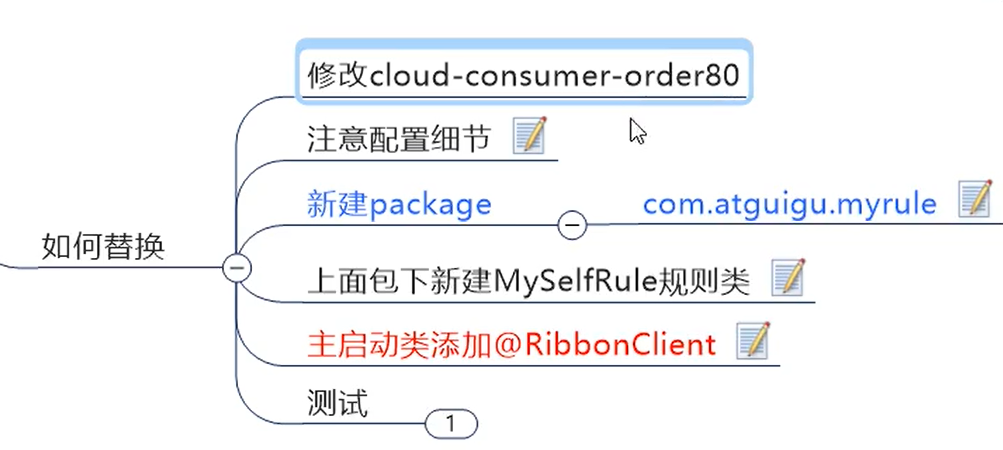 修改cloud-consumer-order80
注意配置细节
新建package
com.atguigu.myrule
如何替换
上面包下新建MySelfRule规则类
主启动类添加@RibbonClient
测试
1